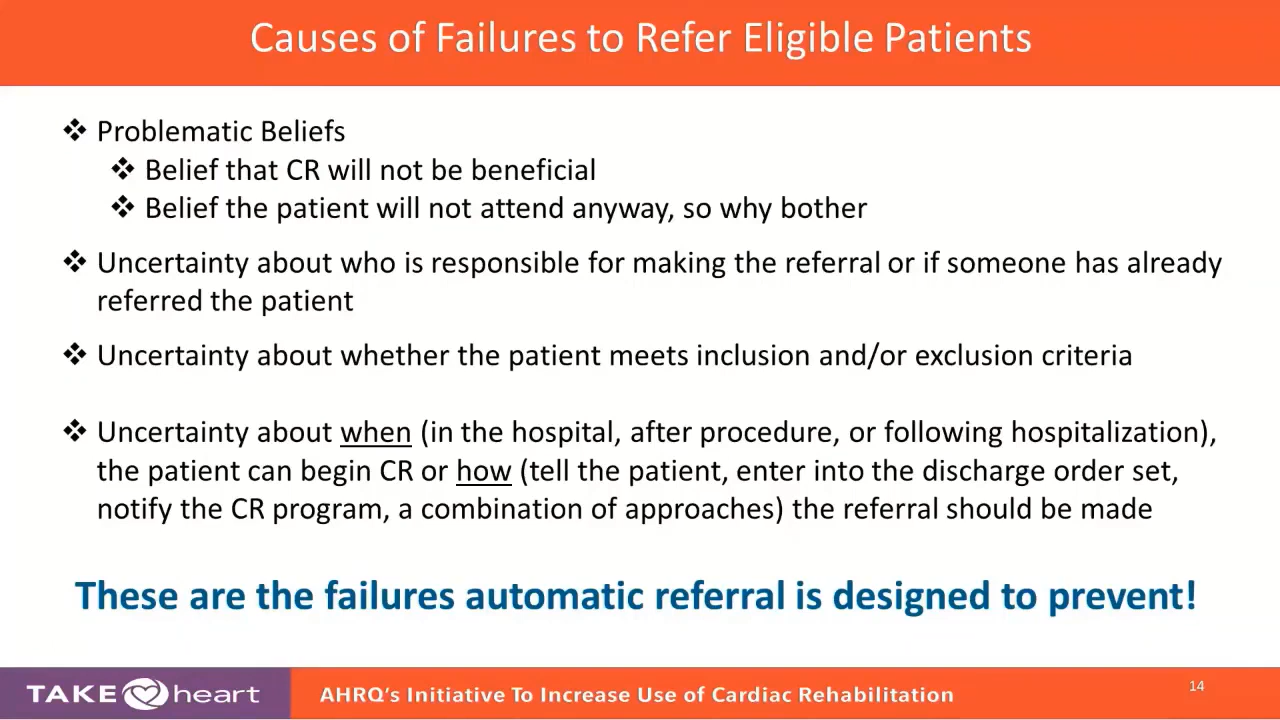 Causes of Failures to Refer Eligible Patients
❖ Problematic Beliefs
❖ Belief that CR will not be beneficial
❖ Belief the patient will not attend anyway, so why bother
❖ Uncertainty about who is responsible for making the referral or if someone has already
referred the patient
❖ Uncertainty about whether the patient meets inclusion and/or exclusion criteria
❖ Uncertainty about when (in the hospital, after procedure, or following hospitalization),
the patient can begin CR or how (tell the patient, enter into the discharge order set,
notify the CR program, a combination of approaches) the referral should be made
These are the failures automatic referral is designed to prevent!
TAKE heart
AHRQ's Initiative To Increase Use of Cardiac Rehabilitation
14